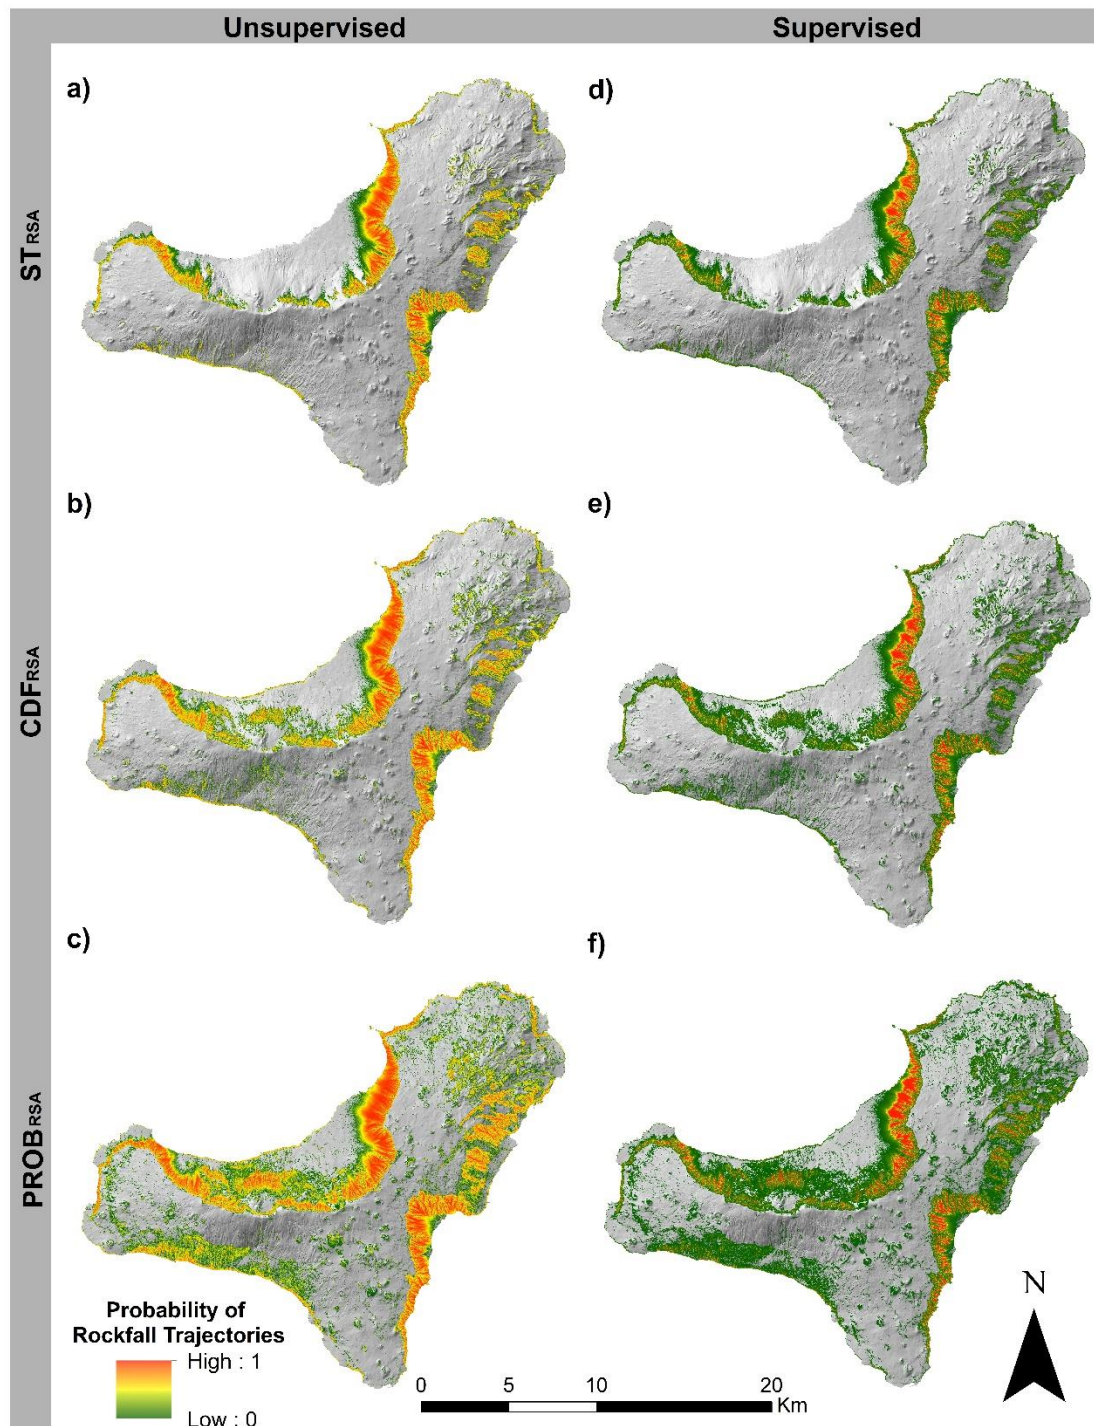 Unsupervised
Supervised
STRSA
a)
d)
CDFRSA
b)
e)
PROBRSA
c)
f)
Probability of
Rockfall Trajectories
High : 1
Low : 0
0 5 10 20
Km
N